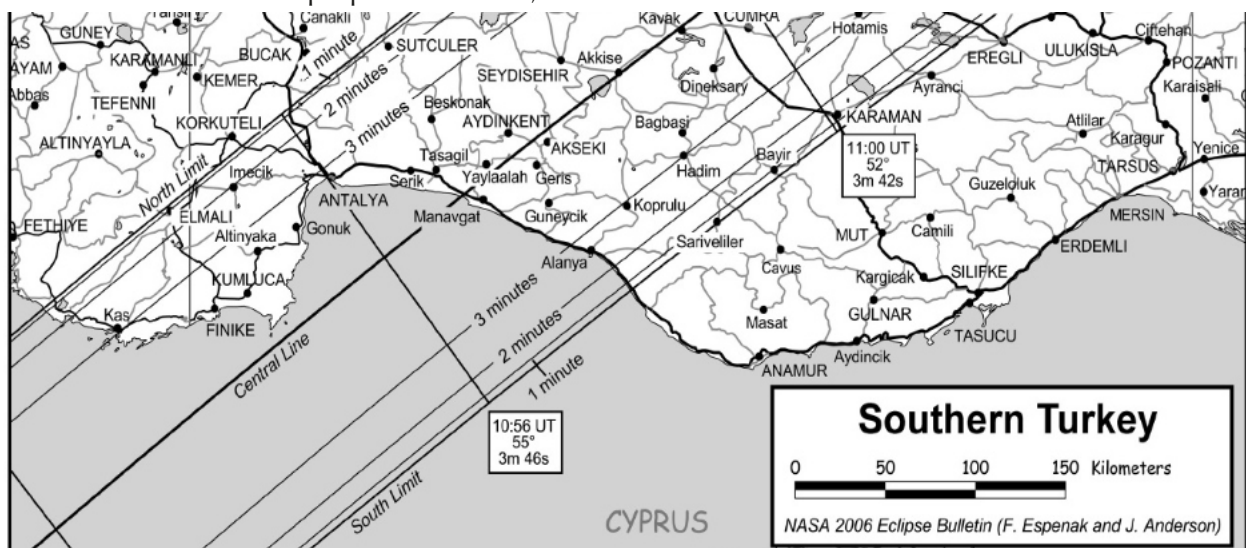 Canakli
Kavak
CUMRA
Hotamis
GUNEY
BUCAK
1 minute
SUTCULER
Akkise
EREGLI
ULUKISLA
Ciftehan
KARAMANLI
KEMER
2 minutes
SEYDISEHIR
Dineksary
Ayranci
POZANTI
Karaisali
Abbas
TEFENNI
Beskonak
KORKUTELI
3 minutes
AYDINKENT
Bagbasi
KARAMAN
Atlilar
Karagur
ALTINYAYLA
AKSEKI
11:00 UT
52°
3m 42s
Imecik
Tasagil
Yaylaalah
Geris
Hadim
Bayir
TARSUS
Yenice
North Limit
Serik
Guzeloluk
ELMALI
ANTALYA
Manavgat
Guneycik
Koprulu
MERSIN
FETHIYE
Altinyaka
Gonuk
Sariveliler
MUT
Camili
ERDEMLI
Alanya
Cavus
KUMLUCA
Kargicak
SILIFKE
Kas
FINIKE
3 minutes
Masat
GULNAR
TASUCU
Central Line
2 minutes
ANAMUR
Aydincik
1 minute
10:56 UT
55°
3m 46s
South Limit
CYPRUS
Southern Turkey
0 50 100 150 Kilometers
NASA 2006 Eclipse Bulletin (F. Espenak and J. Anderson)